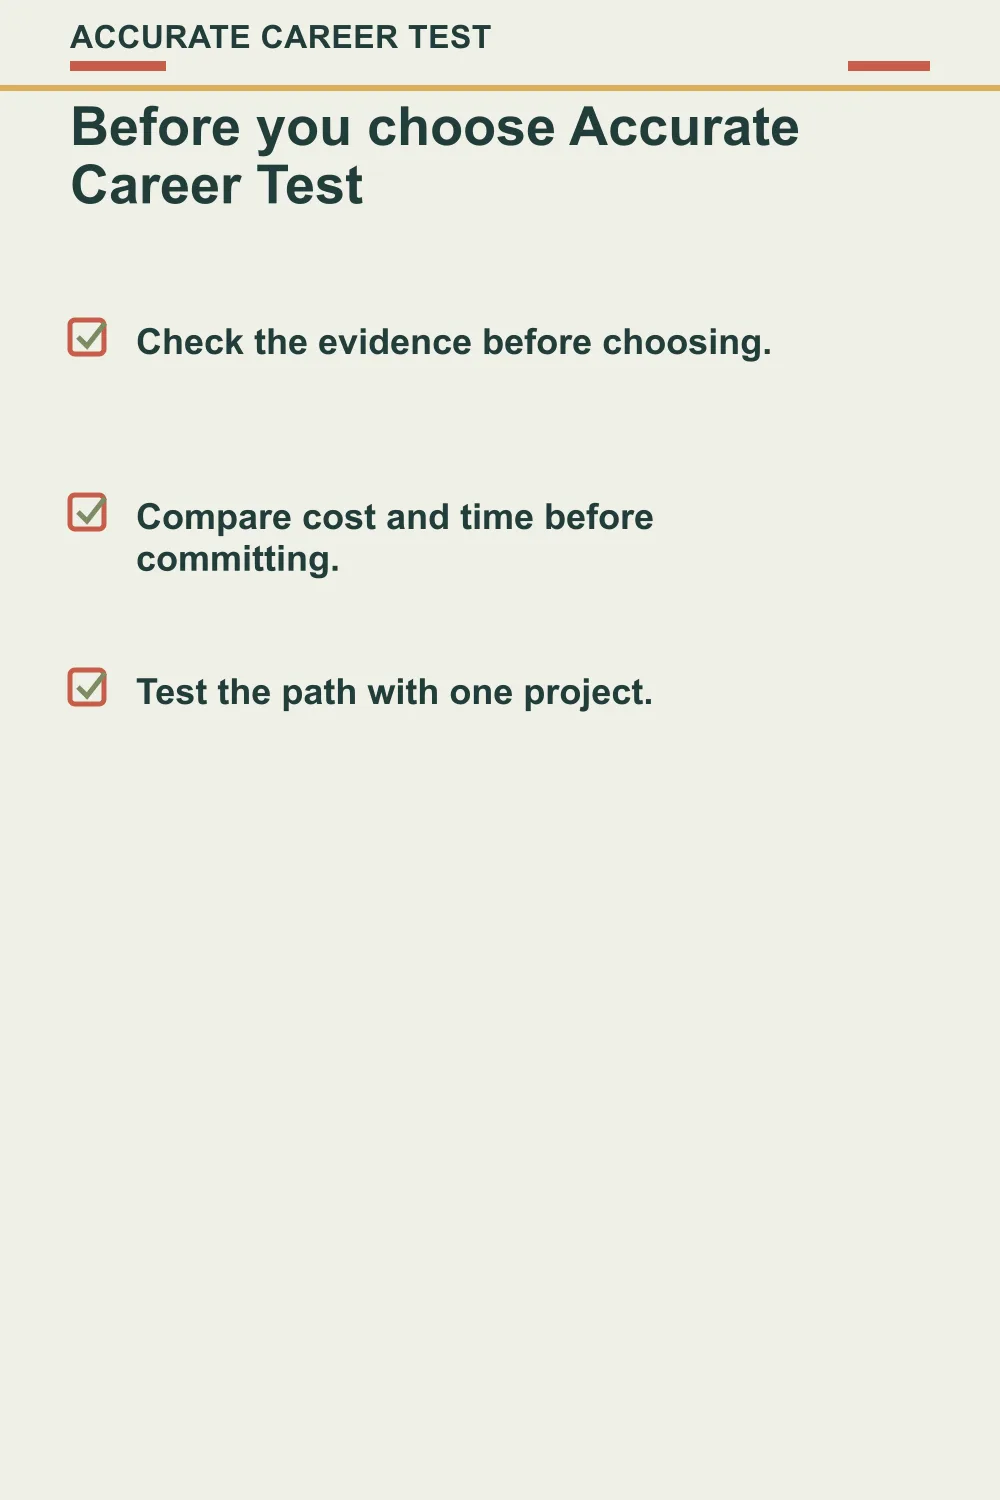 ACCURATE CAREER TEST
Before you choose Accurate
Career Test
Check the evidence before choosing.
Compare cost and time before
committing.
Test the path with one project.